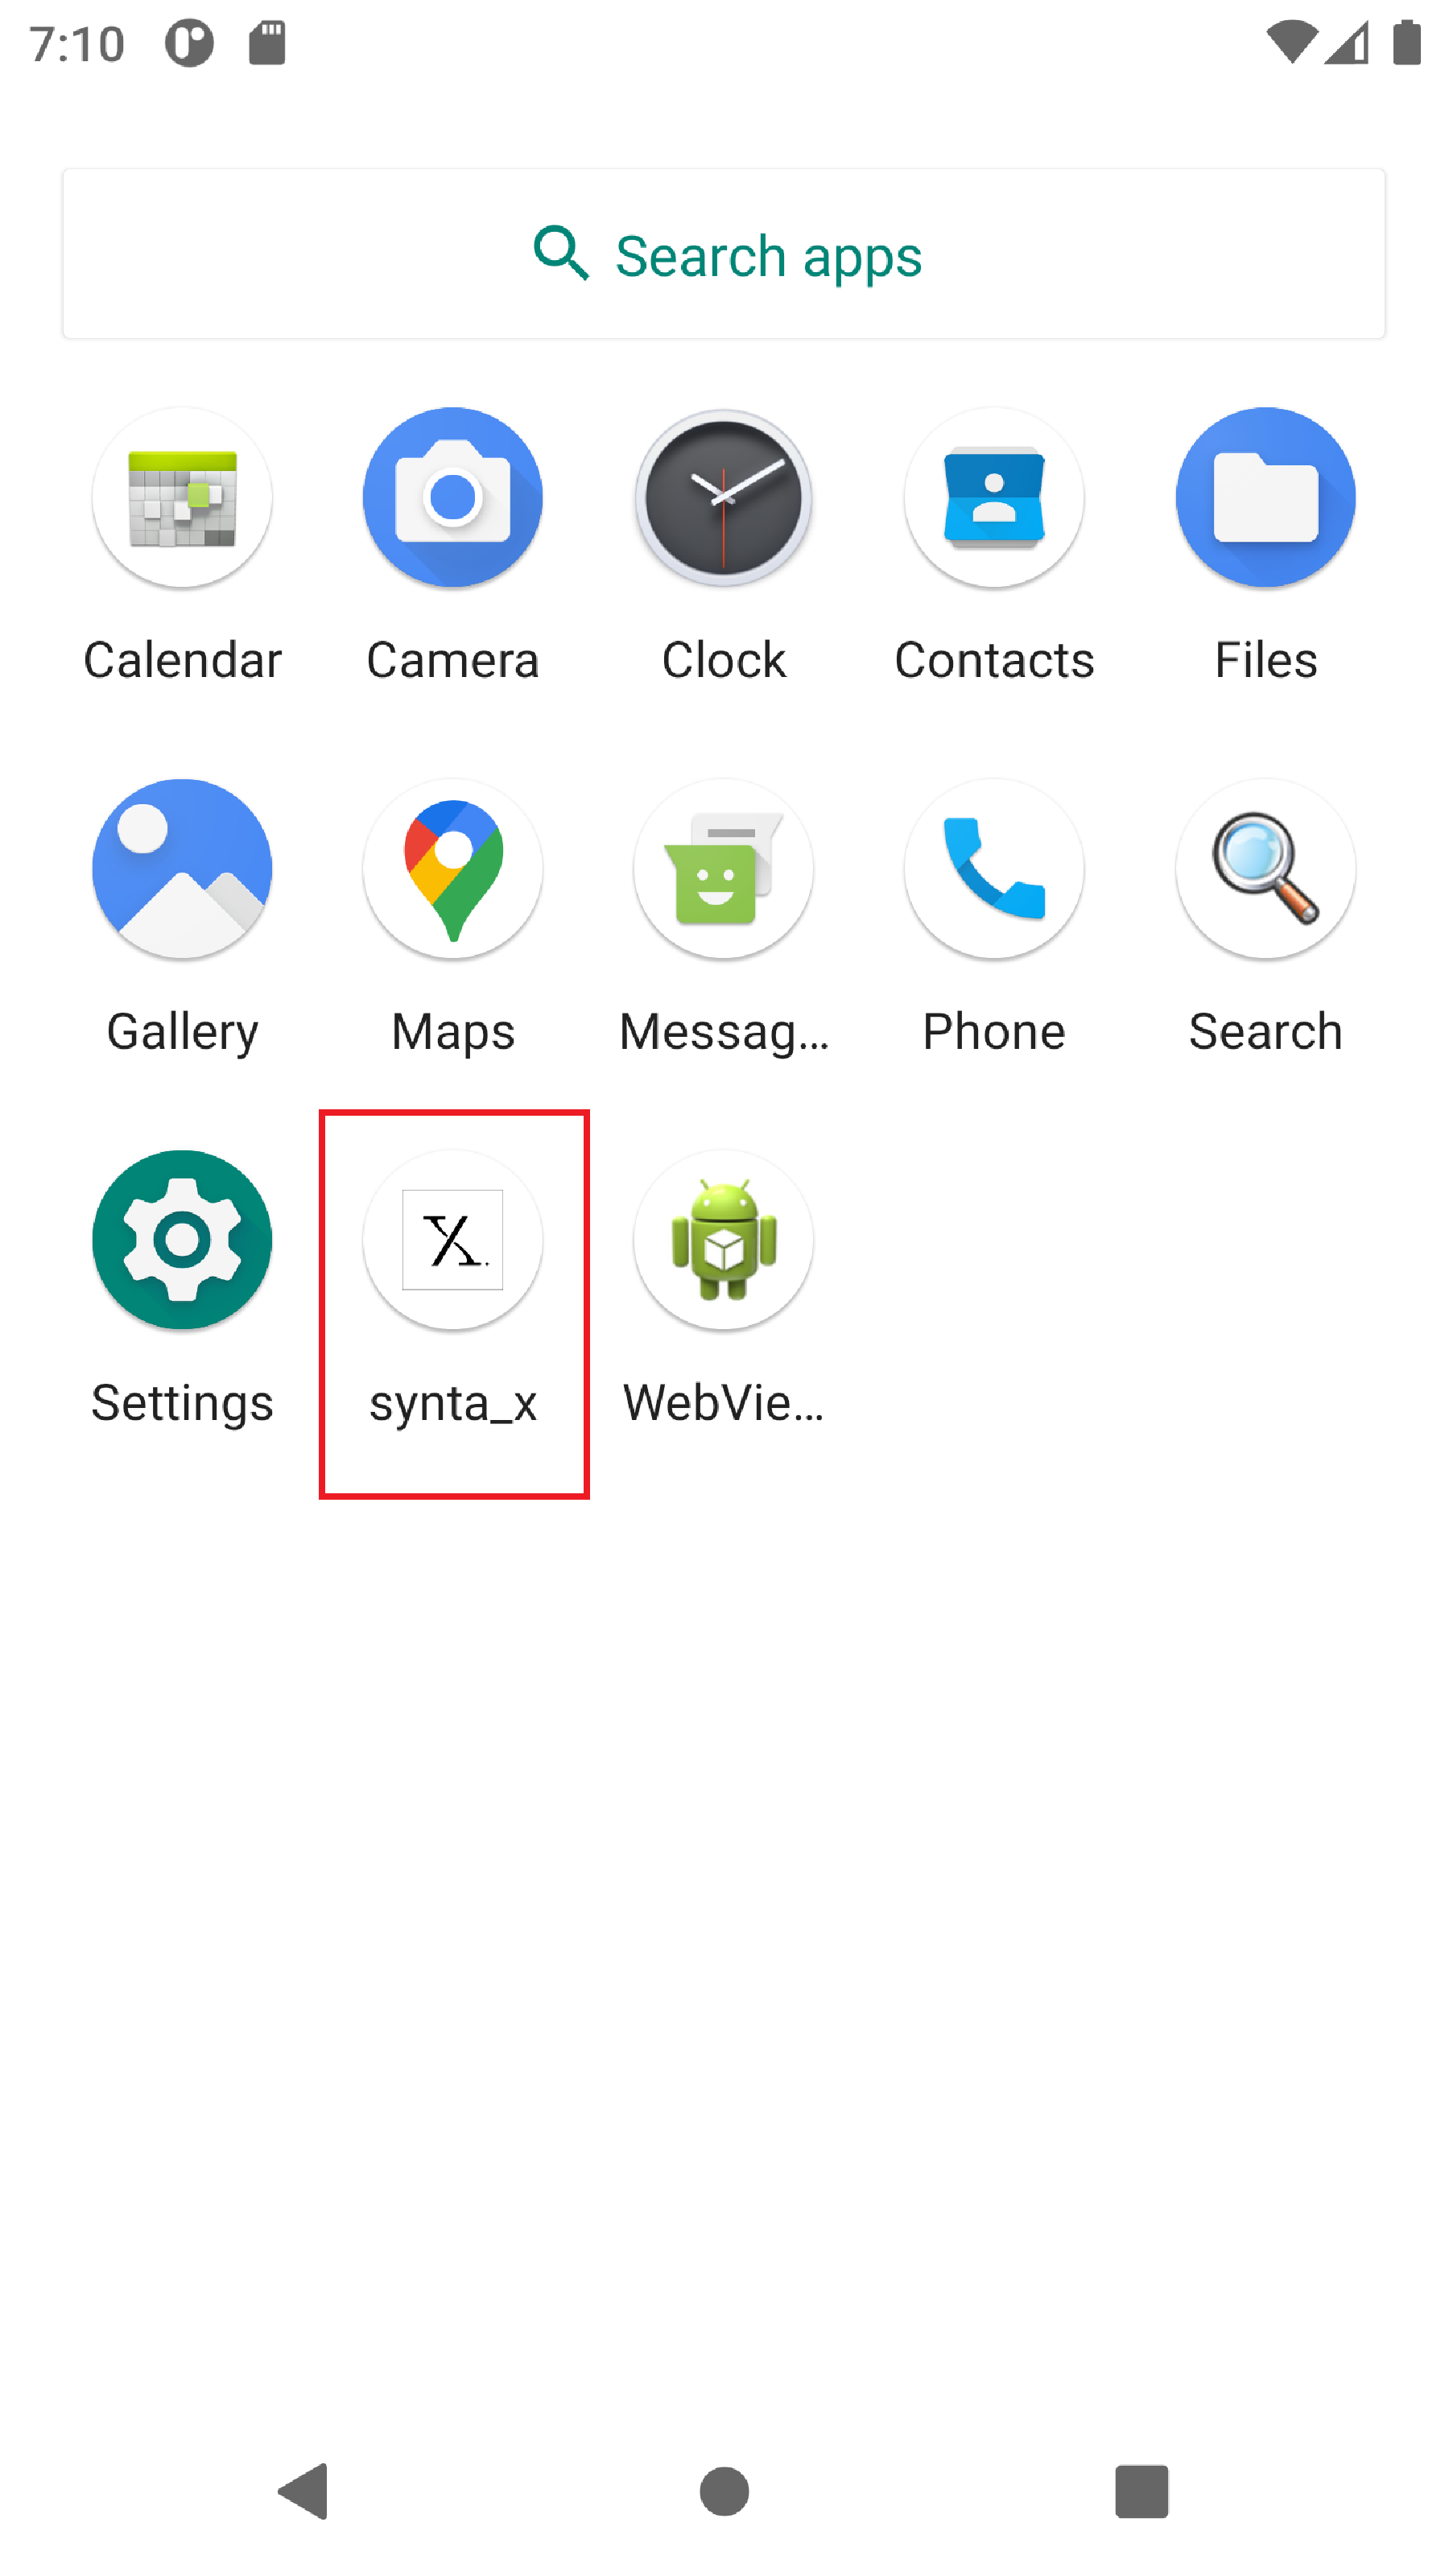 7:10
Search apps
Calendar Camera Clock Contacts Files
Gallery Maps Messag... Phone Search
X.
Settings synta_x WebVie...